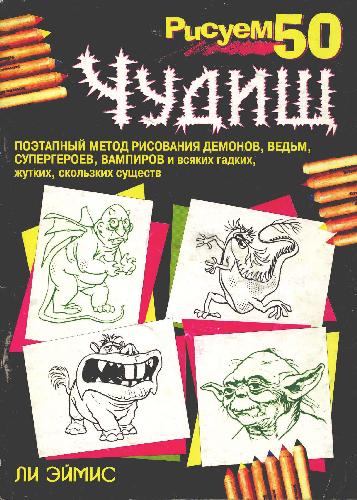 Рисуем 50
Чудищ
ПОЭТАПНЫЙ МЕТОД РИСОВАНИЯ ДЕМОНОВ, ВЕДЬМ,
СУПЕРГЕРОЕВ, ВАМПИРОВ и всяких гадких,
жутких, скользких существ
ЛИ ЭЙМИС